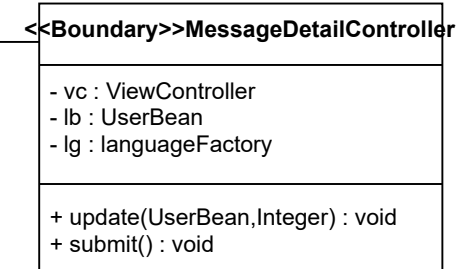 <<Boundary>>MessageDetailController
- vc : ViewController
- lb : UserBean
- lg : languageFactory
+ update(UserBean,Integer) : void
+ submit() : void